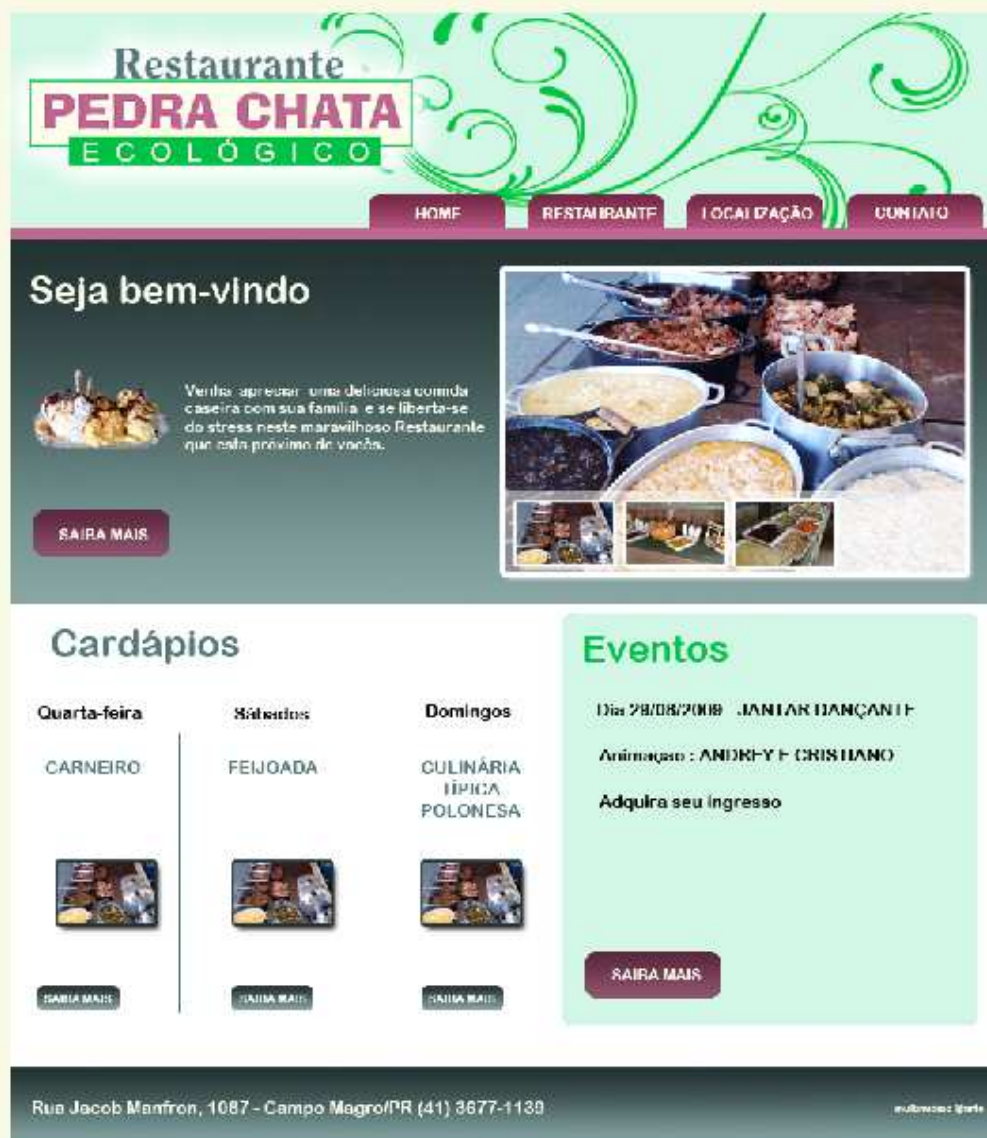 Restaurante
PEDRA CHATA
ECOLÓGICO
HOME
RESTAURANTE
LOCALIZAÇÃO
CONTATO
Seja bem-vindo
Venha apreciar uma deliciosa comida
caseira com sua família e se liberta-se
do stress neste maravilhoso Restaurante
que esta próximo de vocês.
SAIBA MAIS
Cardápios
Quarta-feira
Sábados
Domingos
CARNEIRO
FEIJOADA
CULINÁRIA
TÍPICA
POLONESA
SAIBA MAIS
SAIBA MAIS
SAIBA MAIS
Eventos
Dia 29/08/2009 JANTAR DANÇANTE
Animaçao : ANDREY E CRISTIANO
Adquira seu ingresso
SAIBA MAIS
Rua Jacob Manfron, 1087 - Campo Magro/PR (41) 3677-1139